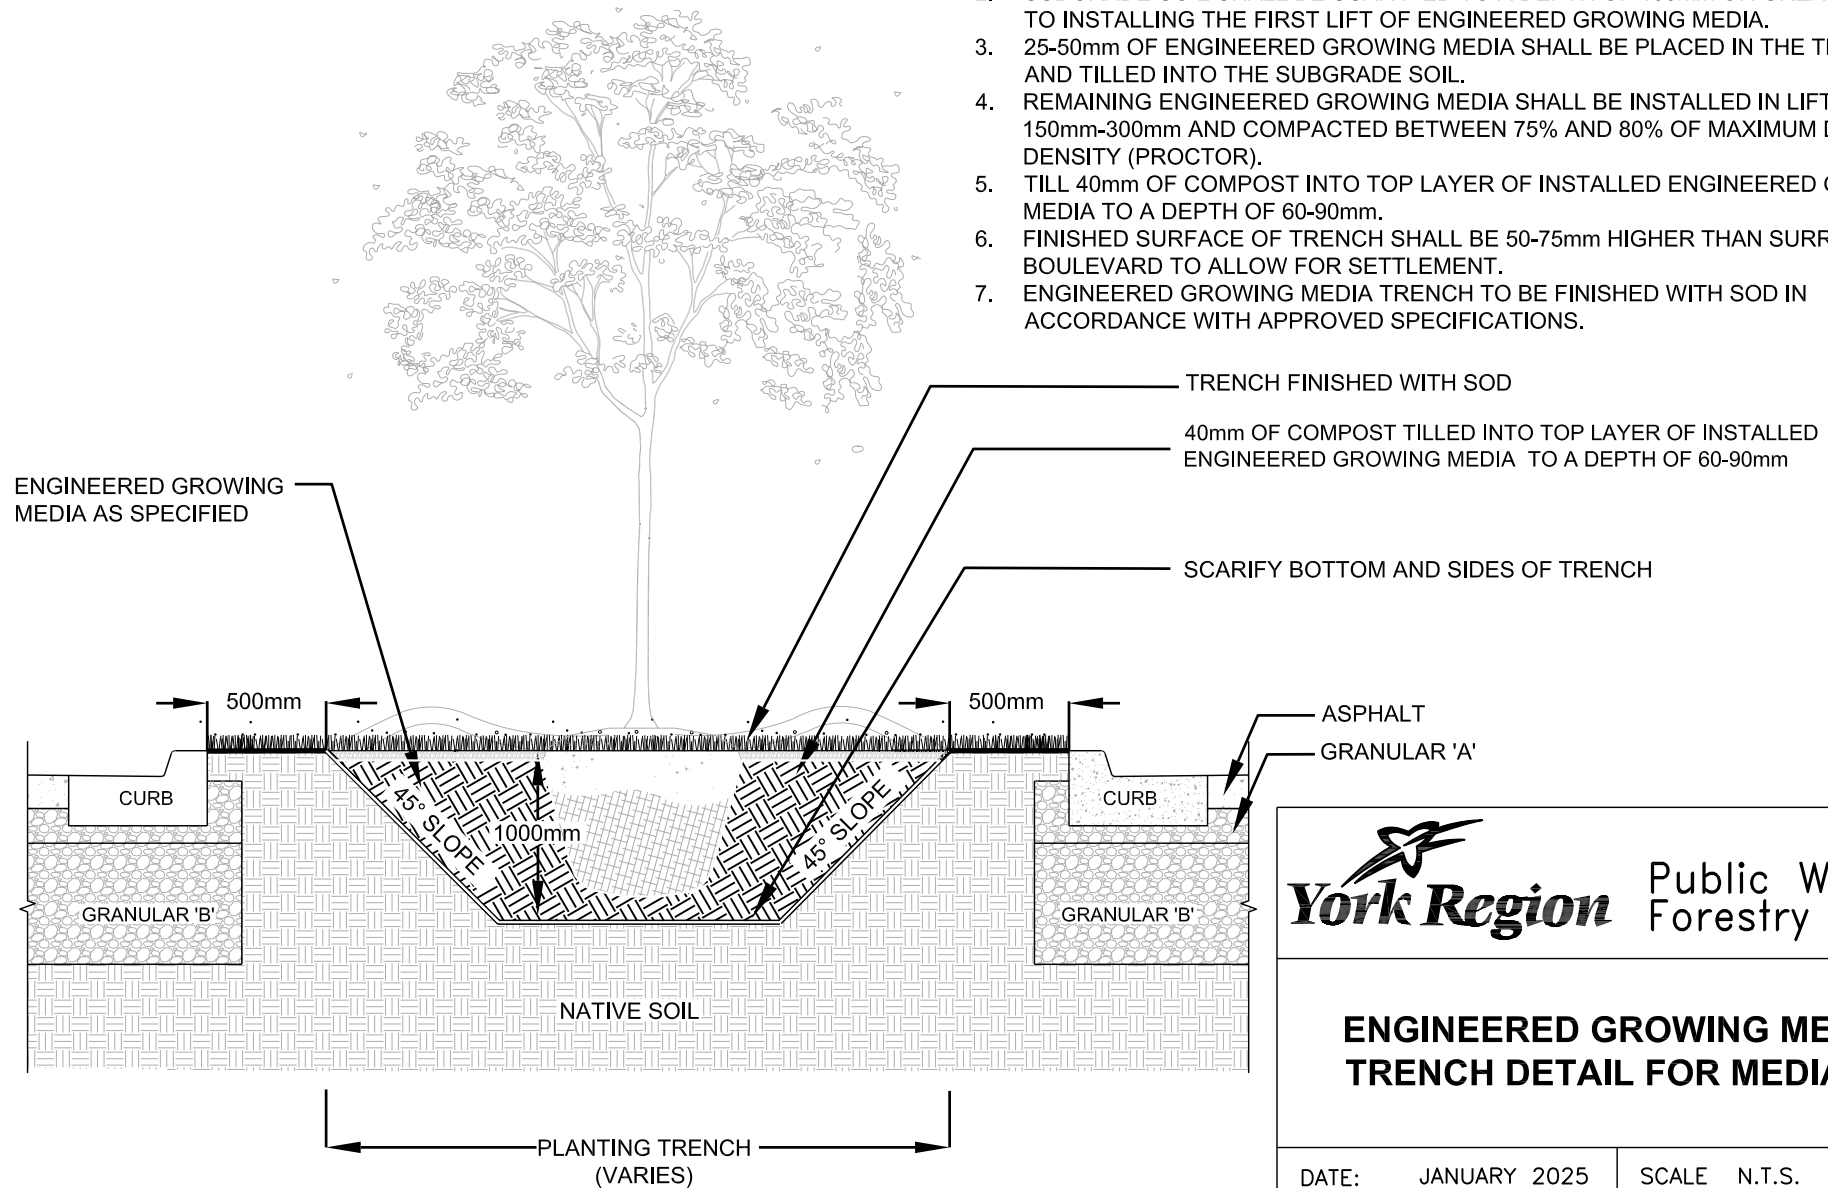 TO INSTALLING THE FIRST LIFT OF ENGINEERED GROWING MEDIA.
3. 25-50mm OF ENGINEERED GROWING MEDIA SHALL BE PLACED IN THE
AND TILLED INTO THE SUBGRADE SOIL.
4. REMAINING ENGINEERED GROWING MEDIA SHALL BE INSTALLED IN LIFT
150mm-300mm AND COMPACTED BETWEEN 75% AND 80% OF MAXIMUM
DENSITY (PROCTOR).
5. TILL 40mm OF COMPOST INTO TOP LAYER OF INSTALLED ENGINEERED
MEDIA TO A DEPTH OF 60-90mm.
6. FINISHED SURFACE OF TRENCH SHALL BE 50-75mm HIGHER THAN SURR
BOULEVARD TO ALLOW FOR SETTLEMENT.
7. ENGINEERED GROWING MEDIA TRENCH TO BE FINISHED WITH SOD IN
ACCORDANCE WITH APPROVED SPECIFICATIONS.
TRENCH FINISHED WITH SOD
40mm OF COMPOST TILLED INTO TOP LAYER OF INSTALLED
ENGINEERED GROWING MEDIA TO A DEPTH OF 60-90mm
ENGINEERED GROWING
MEDIA AS SPECIFIED
SCARIFY BOTTOM AND SIDES OF TRENCH
500mm
500mm
ASPHALT
GRANULAR 'A'
CURB
CURB
45° SLOPE
1000mm
45° SLOPE
GRANULAR 'B'
GRANULAR 'B'
NATIVE SOIL
PLANTING TRENCH
(VARIES)
York Region
Public W
Forestry
ENGINEERED GROWING ME
TRENCH DETAIL FOR MEDIA
DATE: JANUARY 2025 SCALE N.T.S.